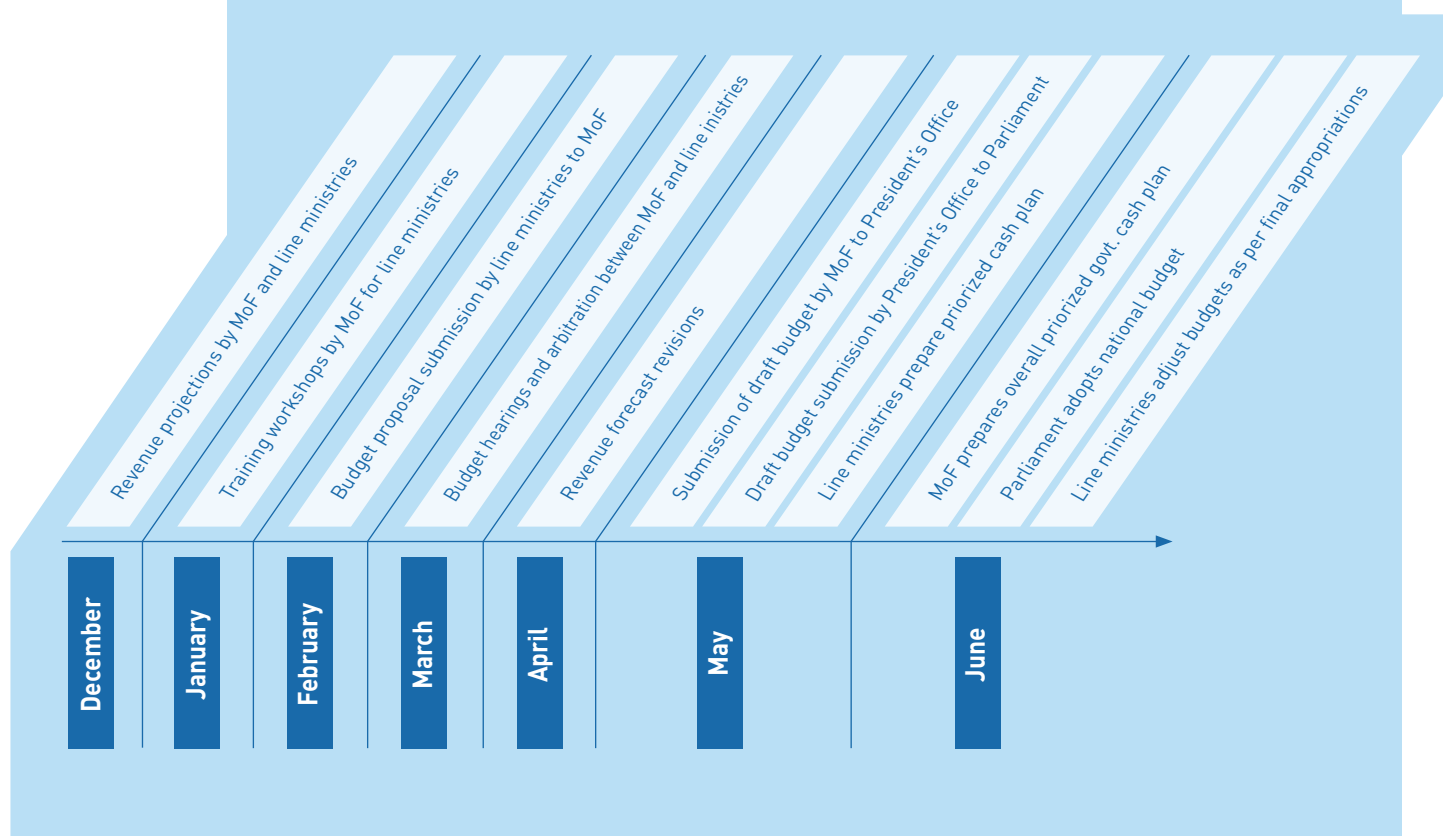 Revenue projections by MoF and line ministries
Training workshops by MoF for line ministries
Budget proposal submission by line ministries to MoF
Budget hearings and arbitration between MoF and line inistries
Revenue forecast revisions
Submission of draft budget by MoF to President's Office
Draft budget submission by President's Office to Parliament
Line ministries prepare priorized cash plan
MoF prepares overall priorized govt. cash plan
Parliament adopts national budget
Line ministries adjust budgets as per final appropriations
December
January
February
March
April
May
June